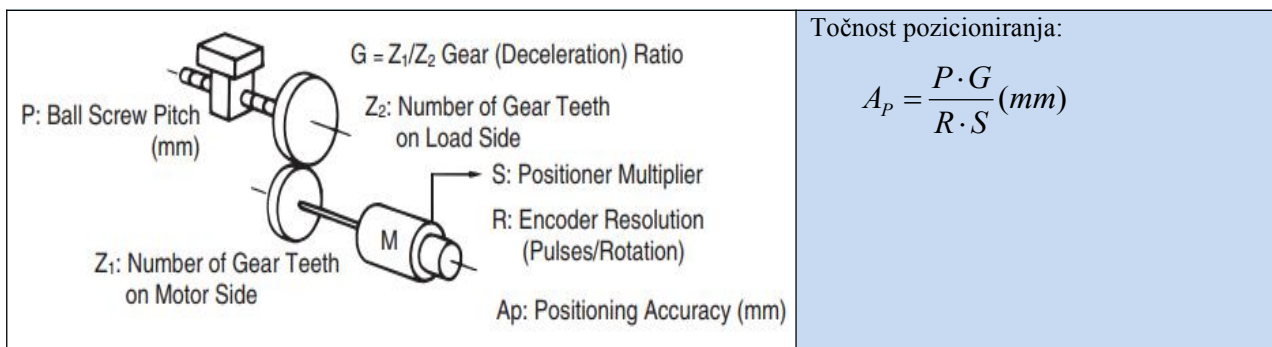 G = Z₁/Z₂ Gear (Deceleration) Ratio
P: Ball Screw Pitch
(mm)
Z₂: Number of Gear Teeth
on Load Side
S: Positioner Multiplier
R: Encoder Resolution
(Pulses/Rotation)
M
Z₁: Number of Gear Teeth
on Motor Side
Ap: Positioning Accuracy (mm)
Točnost pozicioniranja:
A_P = \frac{P · G}{R · S} (mm)